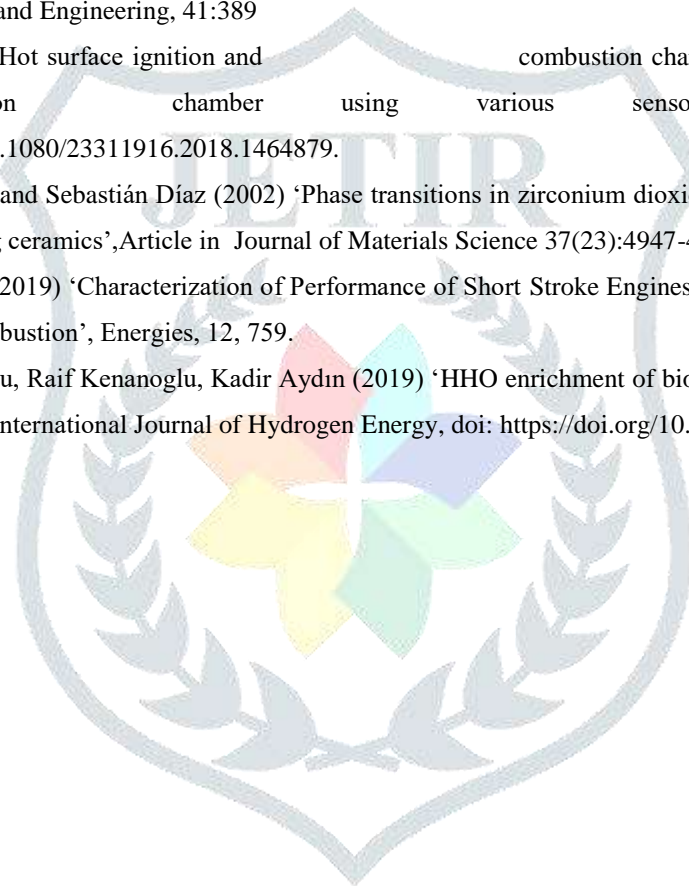 and Engineering, 41:389
Hot surface ignition and combustion cha
on chamber using various senso
.1080/23311916.2018.1464879.
and Sebastián Díaz (2002) ‘Phase transitions in zirconium dioxi
g ceramics’,Article in Journal of Materials Science 37(23):4947-4
2019) ‘Characterization of Performance of Short Stroke Engines
bustion’, Energies, 12, 759.
u, Raif Kenanoglu, Kadir Aydın (2019) ‘HHO enrichment of bio
nternational Journal of Hydrogen Energy, doi: https://doi.org/10.
JETIR